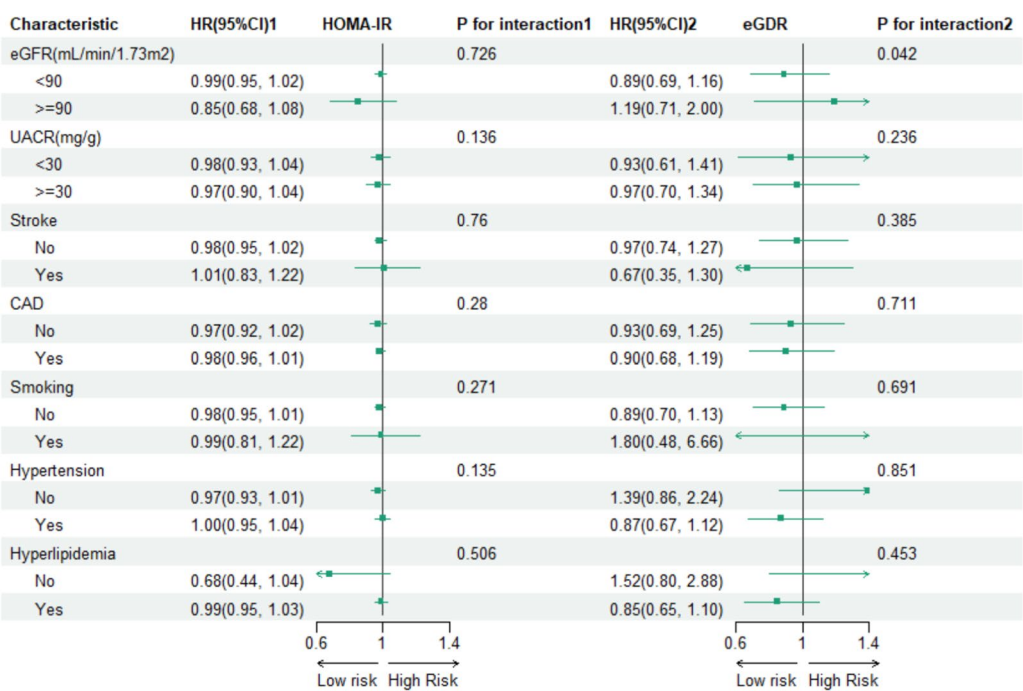 Characteristic HR(95%CI)1 HOMA-IR P for interaction1 HR(95%CI)2 eGDR P for interaction2
eGFR(mL/min/1.73m2) 0.726 0.042
<90 0.99(0.95, 1.02) 0.89(0.69, 1.16)
>=90 0.85(0.68, 1.08) 1.19(0.71, 2.00)
UACR(mg/g) 0.136 0.236
<30 0.98(0.93, 1.04) 0.93(0.61, 1.41)
>=30 0.97(0.90, 1.04) 0.97(0.70, 1.34)
Stroke 0.76 0.385
No 0.98(0.95, 1.02) 0.97(0.74, 1.27)
Yes 1.01(0.83, 1.22) 0.67(0.35, 1.30)
CAD 0.28 0.711
No 0.97(0.92, 1.02) 0.93(0.69, 1.25)
Yes 0.98(0.96, 1.01) 0.90(0.68, 1.19)
Smoking 0.271 0.691
No 0.98(0.95, 1.01) 0.89(0.70, 1.13)
Yes 0.99(0.81, 1.22) 1.80(0.48, 6.66)
Hypertension 0.135 0.851
No 0.97(0.93, 1.01) 1.39(0.86, 2.24)
Yes 1.00(0.95, 1.04) 0.87(0.67, 1.12)
Hyperlipidemia 0.506 0.453
No 0.68(0.44, 1.04) 1.52(0.80, 2.88)
Yes 0.99(0.95, 1.03) 0.85(0.65, 1.10)
0.6 1 1.4 0.6 1 1.4
Low risk High Risk Low risk High Risk